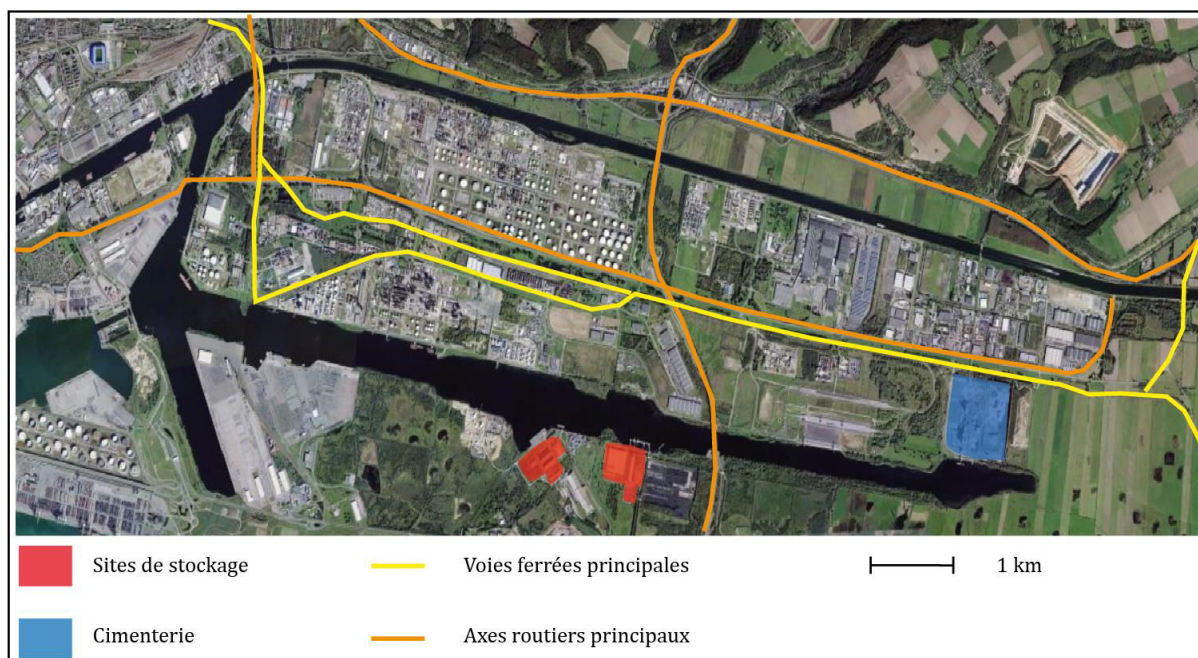 Sites de stockage
Voies ferrées principales
1 km
Cimenterie
Axes routiers principaux